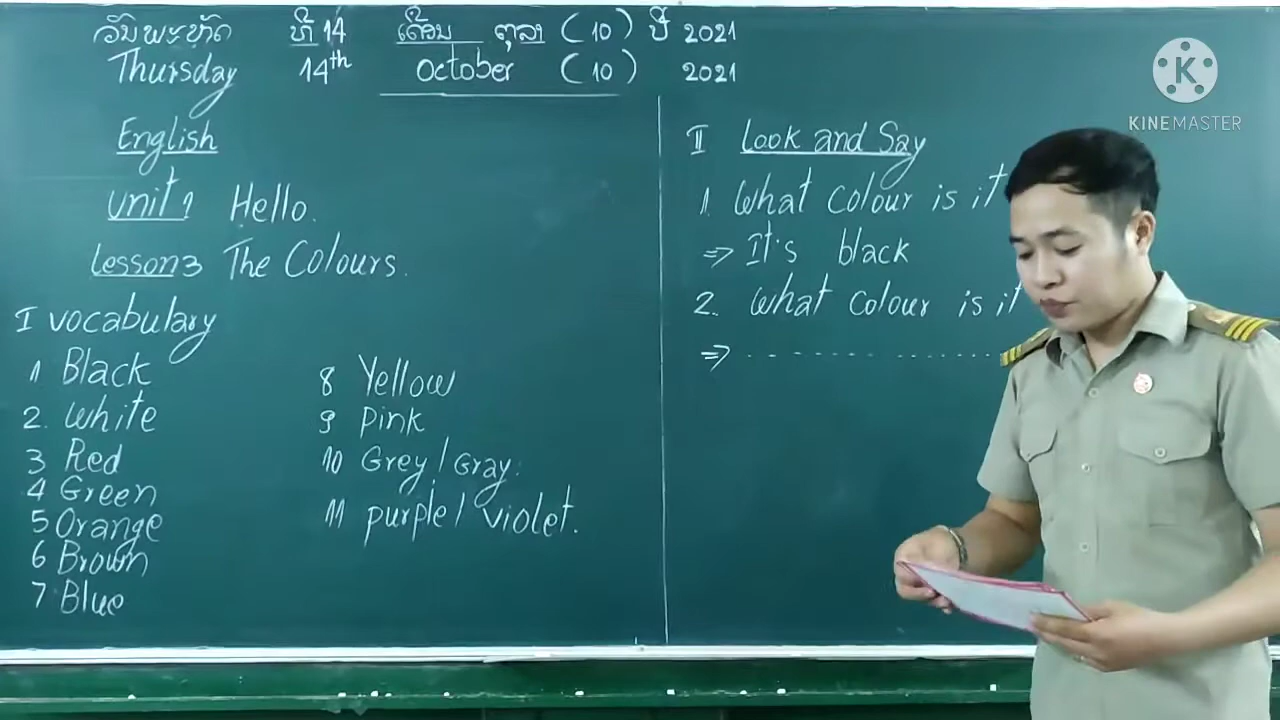 ວັນພະຫັດ ທີ 14 ເດືອນ ຕຸລາ ( 10 ) ປີ 2021
Thursday 14th October ( 10 ) 2021
English
Unit 1 Hello.
Lesson 3 The Colours.
I Vocabulary
1 Black
2. White
3 Red
4 Green
5 Orange
6 Brown
7 Blue
8 Yellow
9 Pink
10 Grey / Gray.
11 purple / violet.
II Look and Say
1. What Colour is it
⇒ It's black
2. What Colour is it
⇒ .....................
K
KINEMASTER